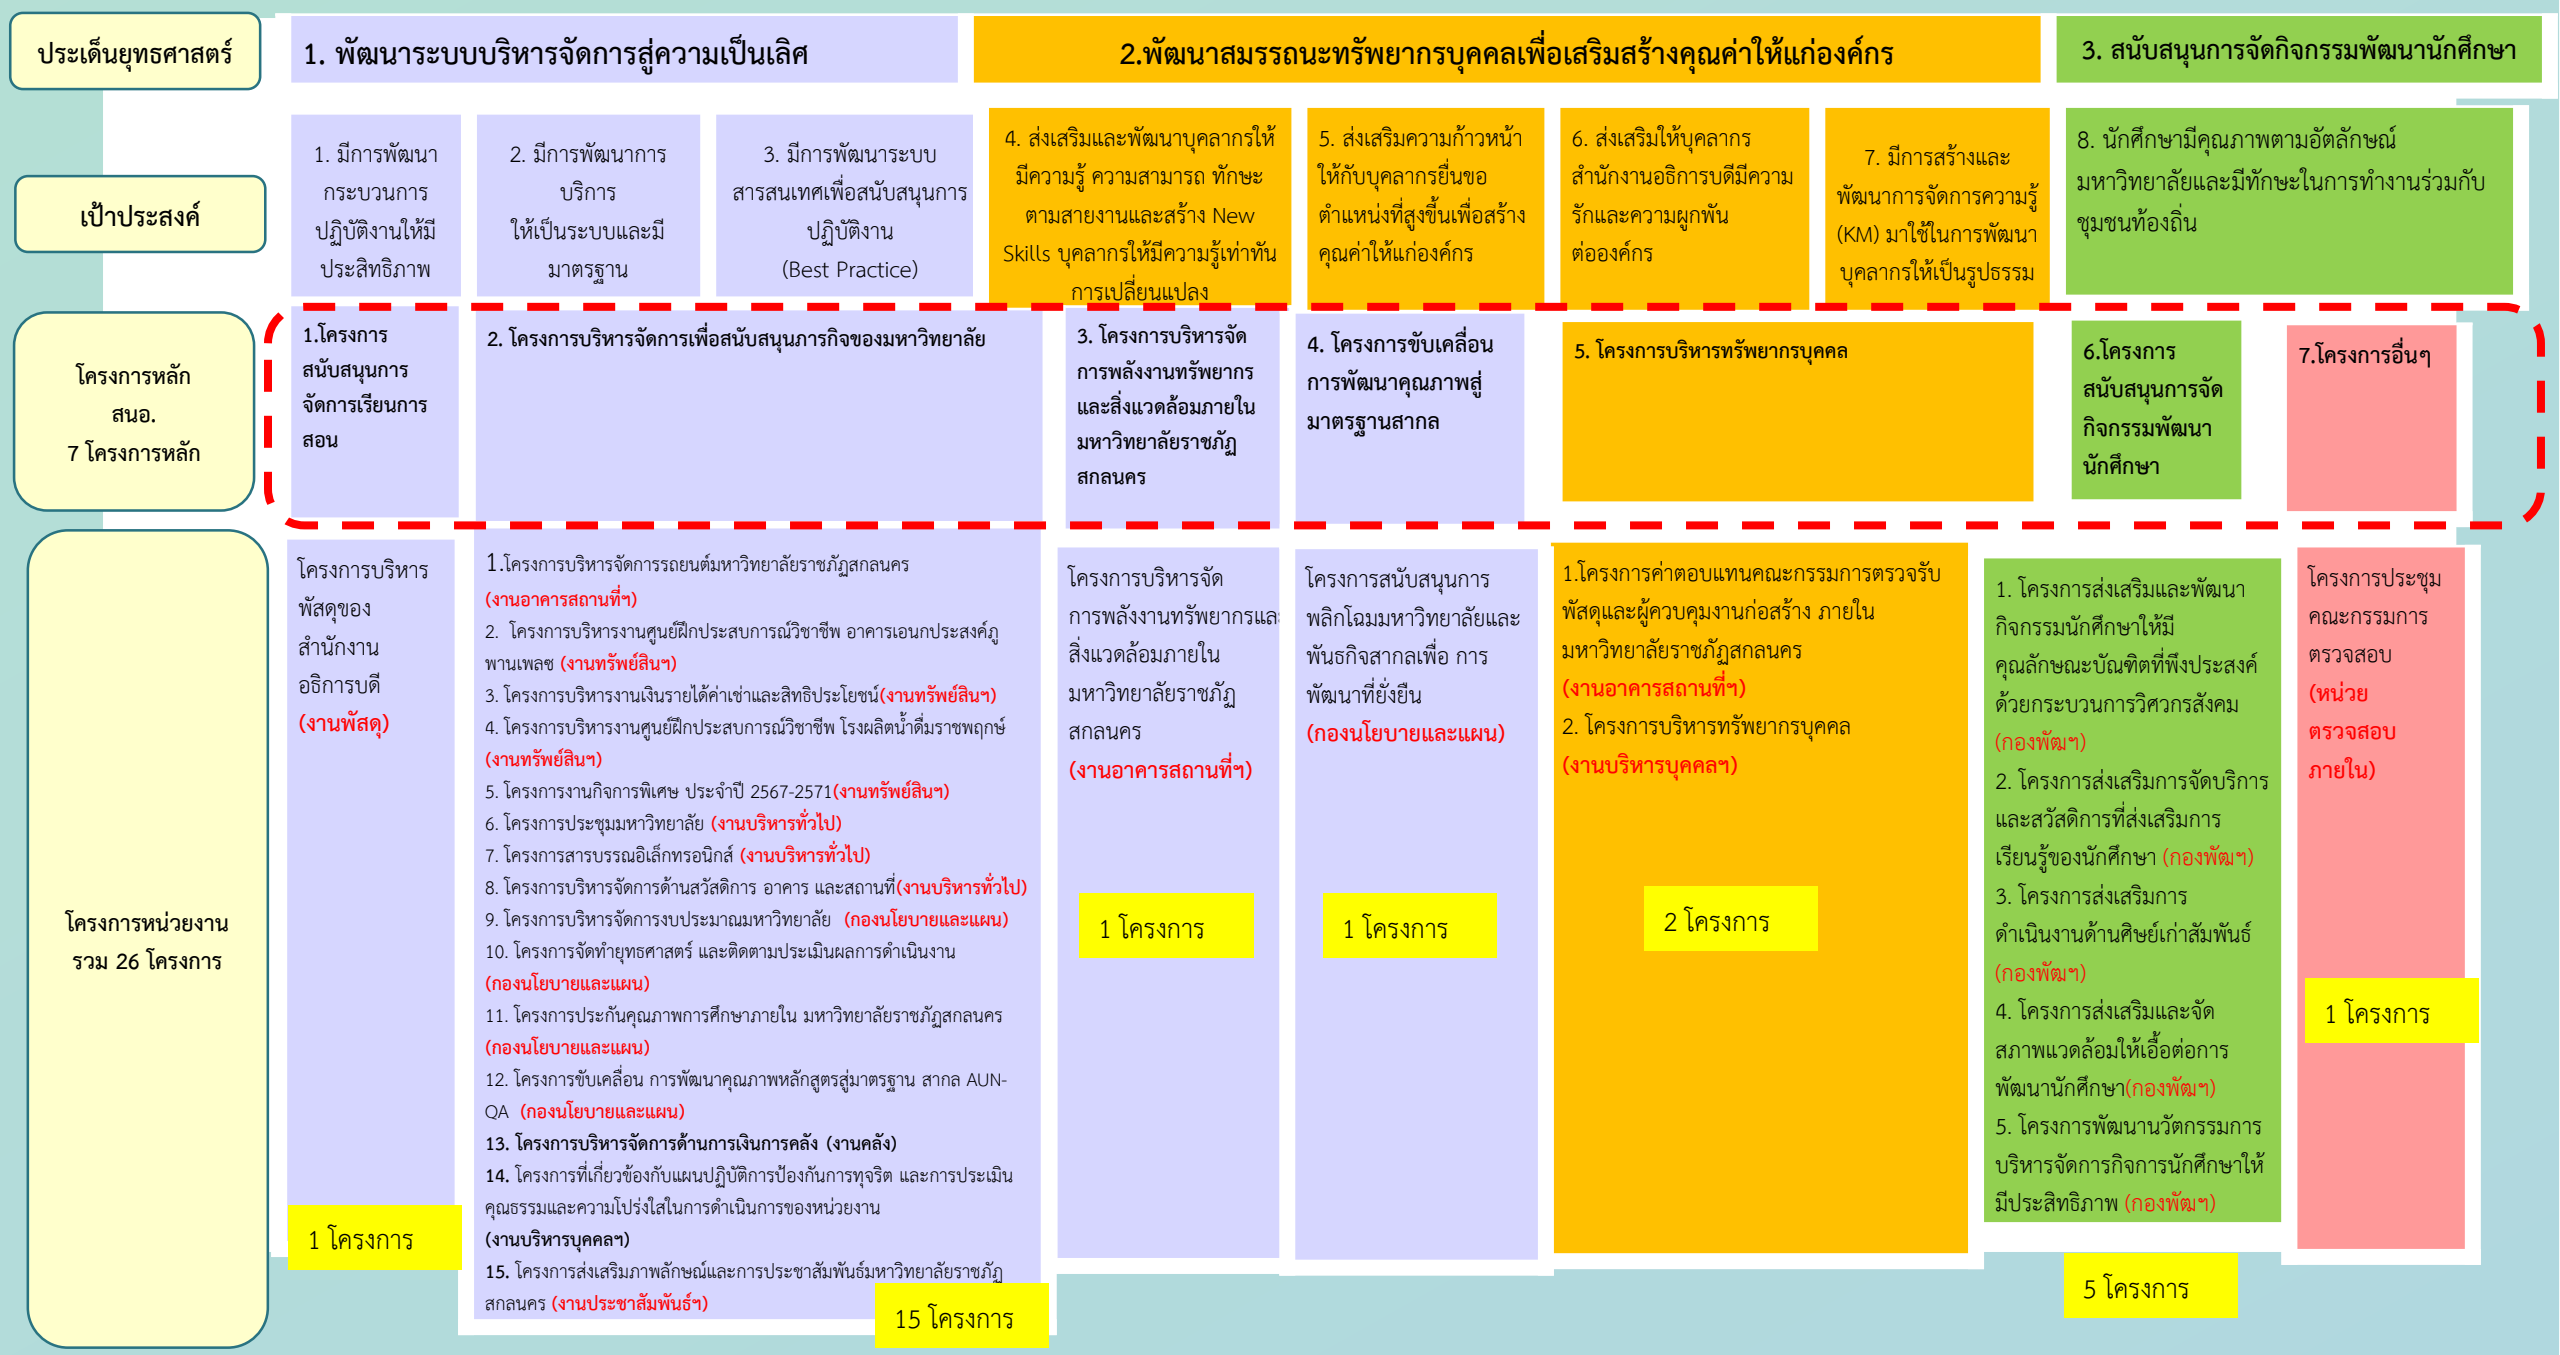 ประเด็นยุทธศาสตร์
1. พัฒนาระบบบริหารจัดการสู่ความเป็นเลิศ
2.พัฒนาสมรรถนะทรัพยากรบุคคลเพื่อเสริมสร้างคุณค่าให้แก่องค์กร
3. สนับสนุนการจัดกิจกรรมพัฒนานักศึกษา
เป้าประสงค์
1. มีการพัฒนา
กระบวนการ
ปฏิบัติงานให้มี
ประสิทธิภาพ
2. มีการพัฒนาการ
บริการ
ให้เป็นระบบและมี
มาตรฐาน
3. มีการพัฒนาระบบ
สารสนเทศเพื่อสนับสนุนการ
ปฏิบัติงาน
(Best Practice)
4. ส่งเสริมและพัฒนาบุคลากรให้
มีความรู้ ความสามารถ ทักษะ
ตามสายงานและสร้าง New
Skills บุคลากรให้มีความรู้เท่าทัน
การเปลี่ยนแปลง
5. ส่งเสริมความก้าวหน้า
ให้กับบุคลากรยื่นขอ
ตำแหน่งที่สูงขึ้นเพื่อสร้าง
คุณค่าให้แก่องค์กร
6. ส่งเสริมให้บุคลากร
สำนักงานอธิการบดีมีความ
รักและความผูกพัน
ต่อองค์กร
7. มีการสร้างและ
พัฒนาการจัดการความรู้
(KM) มาใช้ในการพัฒนา
บุคลากรให้เป็นรูปธรรม
8. นักศึกษามีคุณภาพตามอัตลักษณ์
มหาวิทยาลัยและมีทักษะในการทำงานร่วมกับ
ชุมชนท้องถิ่น
โครงการหลัก
สนอ.
7 โครงการหลัก
1.โครงการ
สนับสนุนการ
จัดการเรียนการ
สอน
2. โครงการบริหารจัดการเพื่อสนับสนุนภารกิจของมหาวิทยาลัย
3. โครงการบริหารจัด
การพลังงานทรัพยากร
และสิ่งแวดล้อมภายใน
มหาวิทยาลัยราชภัฏ
สกลนคร
4. โครงการขับเคลื่อน
การพัฒนาคุณภาพสู่
มาตรฐานสากล
5. โครงการบริหารทรัพยากรบุคคล
6.โครงการ
สนับสนุนการจัด
กิจกรรมพัฒนา
นักศึกษา
7.โครงการอื่นๆ
โครงการหน่วยงาน
รวม 26 โครงการ
โครงการบริหาร
พัสดุของ
สำนักงาน
อธิการบดี
(งานพัสดุ)
1 โครงการ
1.โครงการบริหารจัดการรถยนต์มหาวิทยาลัยราชภัฏสกลนคร
(งานอาคารสถานที่ฯ)
2. โครงการบริหารงานศูนย์ฝึกประสบการณ์วิชาชีพ อาคารเอนกประสงค์ภู
พานเพลซ (งานทรัพย์สินฯ)
3. โครงการบริหารงานเงินรายได้ค่าเช่าและสิทธิประโยชน์(งานทรัพย์สินฯ)
4. โครงการบริหารงานศูนย์ฝึกประสบการณ์วิชาชีพ โรงผลิตน้ำดื่มราชพฤกษ์
(งานทรัพย์สินฯ)
5. โครงการงานกิจการพิเศษ ประจำปี 2567-2571(งานทรัพย์สินฯ)
6. โครงการประชุมมหาวิทยาลัย (งานบริหารทั่วไป)
7. โครงการสารบรรณอิเล็กทรอนิกส์ (งานบริหารทั่วไป)
8. โครงการบริหารจัดการด้านสวัสดิการ อาคาร และสถานที่(งานบริหารทั่วไป)
9. โครงการบริหารจัดการงบประมาณมหาวิทยาลัย (กองนโยบายและแผน)
10. โครงการจัดทำยุทธศาสตร์ และติดตามประเมินผลการดำเนินงาน
(กองนโยบายและแผน)
11. โครงการประกันคุณภาพการศึกษาภายใน มหาวิทยาลัยราชภัฏสกลนคร
(กองนโยบายและแผน)
12. โครงการขับเคลื่อน การพัฒนาคุณภาพหลักสูตรสู่มาตรฐาน สากล AUN-
QA (กองนโยบายและแผน)
13. โครงการบริหารจัดการด้านการเงินการคลัง (งานคลัง)
14. โครงการที่เกี่ยวข้องกับแผนปฏิบัติการป้องกันการทุจริต และการประเมิน
คุณธรรมและความโปร่งใสในการดำเนินการของหน่วยงาน
(งานบริหารบุคคลฯ)
15. โครงการส่งเสริมภาพลักษณ์และการประชาสัมพันธ์มหาวิทยาลัยราชภัฏ
สกลนคร (งานประชาสัมพันธ์ฯ)
15 โครงการ
โครงการบริหารจัด
การพลังงานทรัพยากรและ
สิ่งแวดล้อมภายใน
มหาวิทยาลัยราชภัฏ
สกลนคร
(งานอาคารสถานที่ฯ)
1 โครงการ
โครงการสนับสนุนการ
พลิกโฉมมหาวิทยาลัยและ
พันธกิจสากลเพื่อ การ
พัฒนาที่ยั่งยืน
(กองนโยบายและแผน)
1 โครงการ
1.โครงการค่าตอบแทนคณะกรรมการตรวจรับ
พัสดุและผู้ควบคุมงานก่อสร้าง ภายใน
มหาวิทยาลัยราชภัฏสกลนคร
(งานอาคารสถานที่ฯ)
2. โครงการบริหารทรัพยากรบุคคล
(งานบริหารบุคคลฯ)
2 โครงการ
1. โครงการส่งเสริมและพัฒนา
กิจกรรมนักศึกษาให้มี
คุณลักษณะบัณฑิตที่พึงประสงค์
ด้วยกระบวนการวิศวกรสังคม
(กองพัฒฯ)
2. โครงการส่งเสริมการจัดบริการ
และสวัสดิการที่ส่งเสริมการ
เรียนรู้ของนักศึกษา (กองพัฒฯ)
3. โครงการส่งเสริมการ
ดำเนินงานด้านศิษย์เก่าสัมพันธ์
(กองพัฒฯ)
4. โครงการส่งเสริมและจัด
สภาพแวดล้อมให้เอื้อต่อการ
พัฒนานักศึกษา(กองพัฒฯ)
5. โครงการพัฒนานวัตกรรมการ
บริหารจัดการกิจการนักศึกษาให้
มีประสิทธิภาพ (กองพัฒฯ)
5 โครงการ
โครงการประชุม
คณะกรรมการ
ตรวจสอบ
(หน่วย
ตรวจสอบ
ภายใน)
1 โครงการ